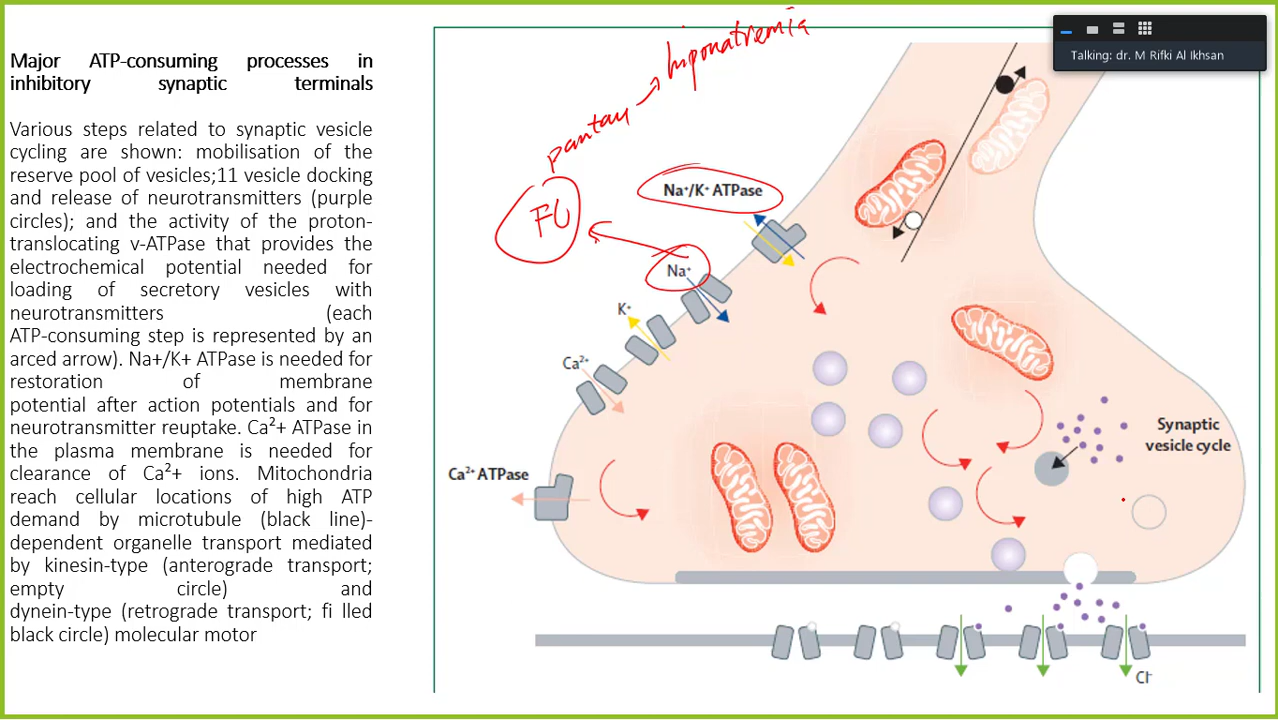 Major ATP-consuming processes in
inhibitory synaptic terminals
Various steps related to synaptic vesicle
cycling are shown: mobilisation of the
reserve pool of vesicles;11 vesicle docking
and release of neurotransmitters (purple
circles); and the activity of the proton-
translocating v-ATPase that provides the
electrochemical potential needed for
loading of secretory vesicles with
neurotransmitters (each
ATP-consuming step is represented by an
arced arrow). Na+/K+ ATPase is needed for
restoration of membrane
potential after action potentials and for
neurotransmitter reuptake. Ca²+ ATPase in
the plasma membrane is needed for
clearance of Ca²+ ions. Mitochondria
reach cellular locations of high ATP
demand by microtubule (black line)-
dependent organelle transport mediated
by kinesin-type (anterograde transport;
empty circle) and
dynein-type (retrograde transport; fi lled
black circle) molecular motor
hiponatremia
pantau
Na⁺/K⁺ ATPase
Na⁺
K⁺
Ca²⁺
Ca²⁺ ATPase
Synaptic
vesicle cycle
Cl⁻
Talking: dr. M Rifki Al Ikhsan